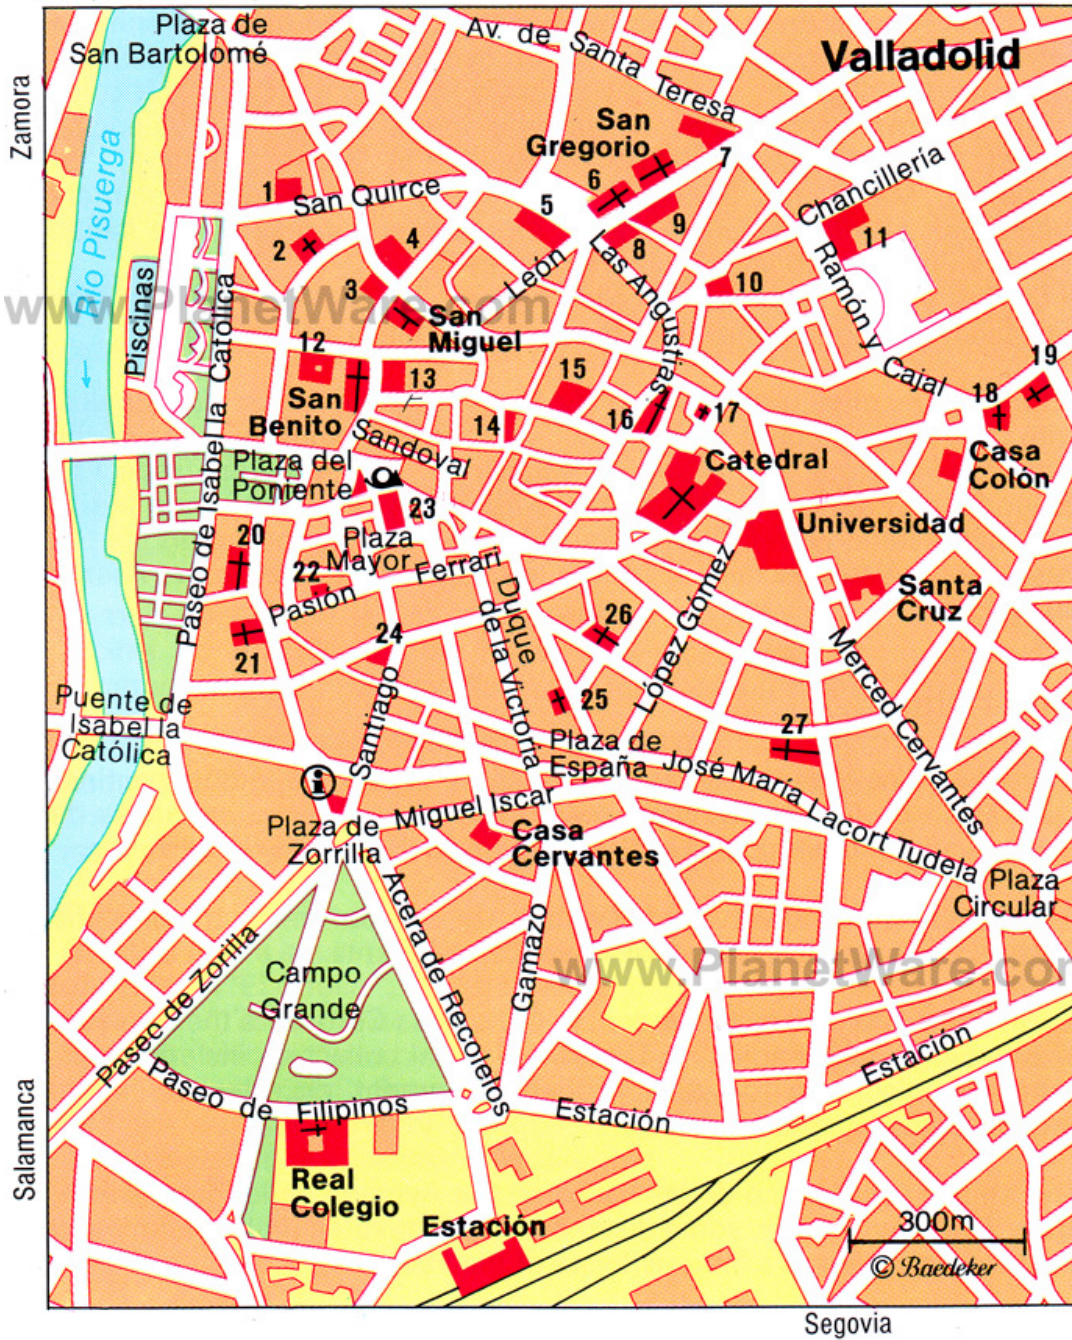 Plaza de
San Bartolomé
Av. de Santa Teresa
Valladolid
Zamora
Río Pisuerga
San
Gregorio
7
6
5
9
8
1
San Quirce
Chancillería
11
2
4
3
León
Las Angustias
10
Ramón y Cajal
Piscinas
www.PlanetWare.com
San
Miguel
12
13
15
19
18
San
Benito
14
16
17
Sandoval
Paseo de Isabel la Católica
Plaza del
Poniente
Catedral
Casa
Colón
23
Universidad
20
Plaza
Mayor
Ferrari
22
Pasión
Duque
de la Victoria
26
López Gómez
Santa
Cruz
21
24
25
27
Merced Cervantes
Puente de
Isabel la
Católica
Santiago
Plaza de
España
José María Lacort Tudela
i
Miguel Iscar
Plaza de
Zorrilla
Casa
Cervantes
Plaza
Circular
Acera de Recoletos
Gamazo
Paseo de Zorilla
Campo
Grande
www.PlanetWare.com
Estación
Paseo de Filipinos
Estación
Salamanca
Real
Colegio
Estación
300m
© Baedeker
Segovia